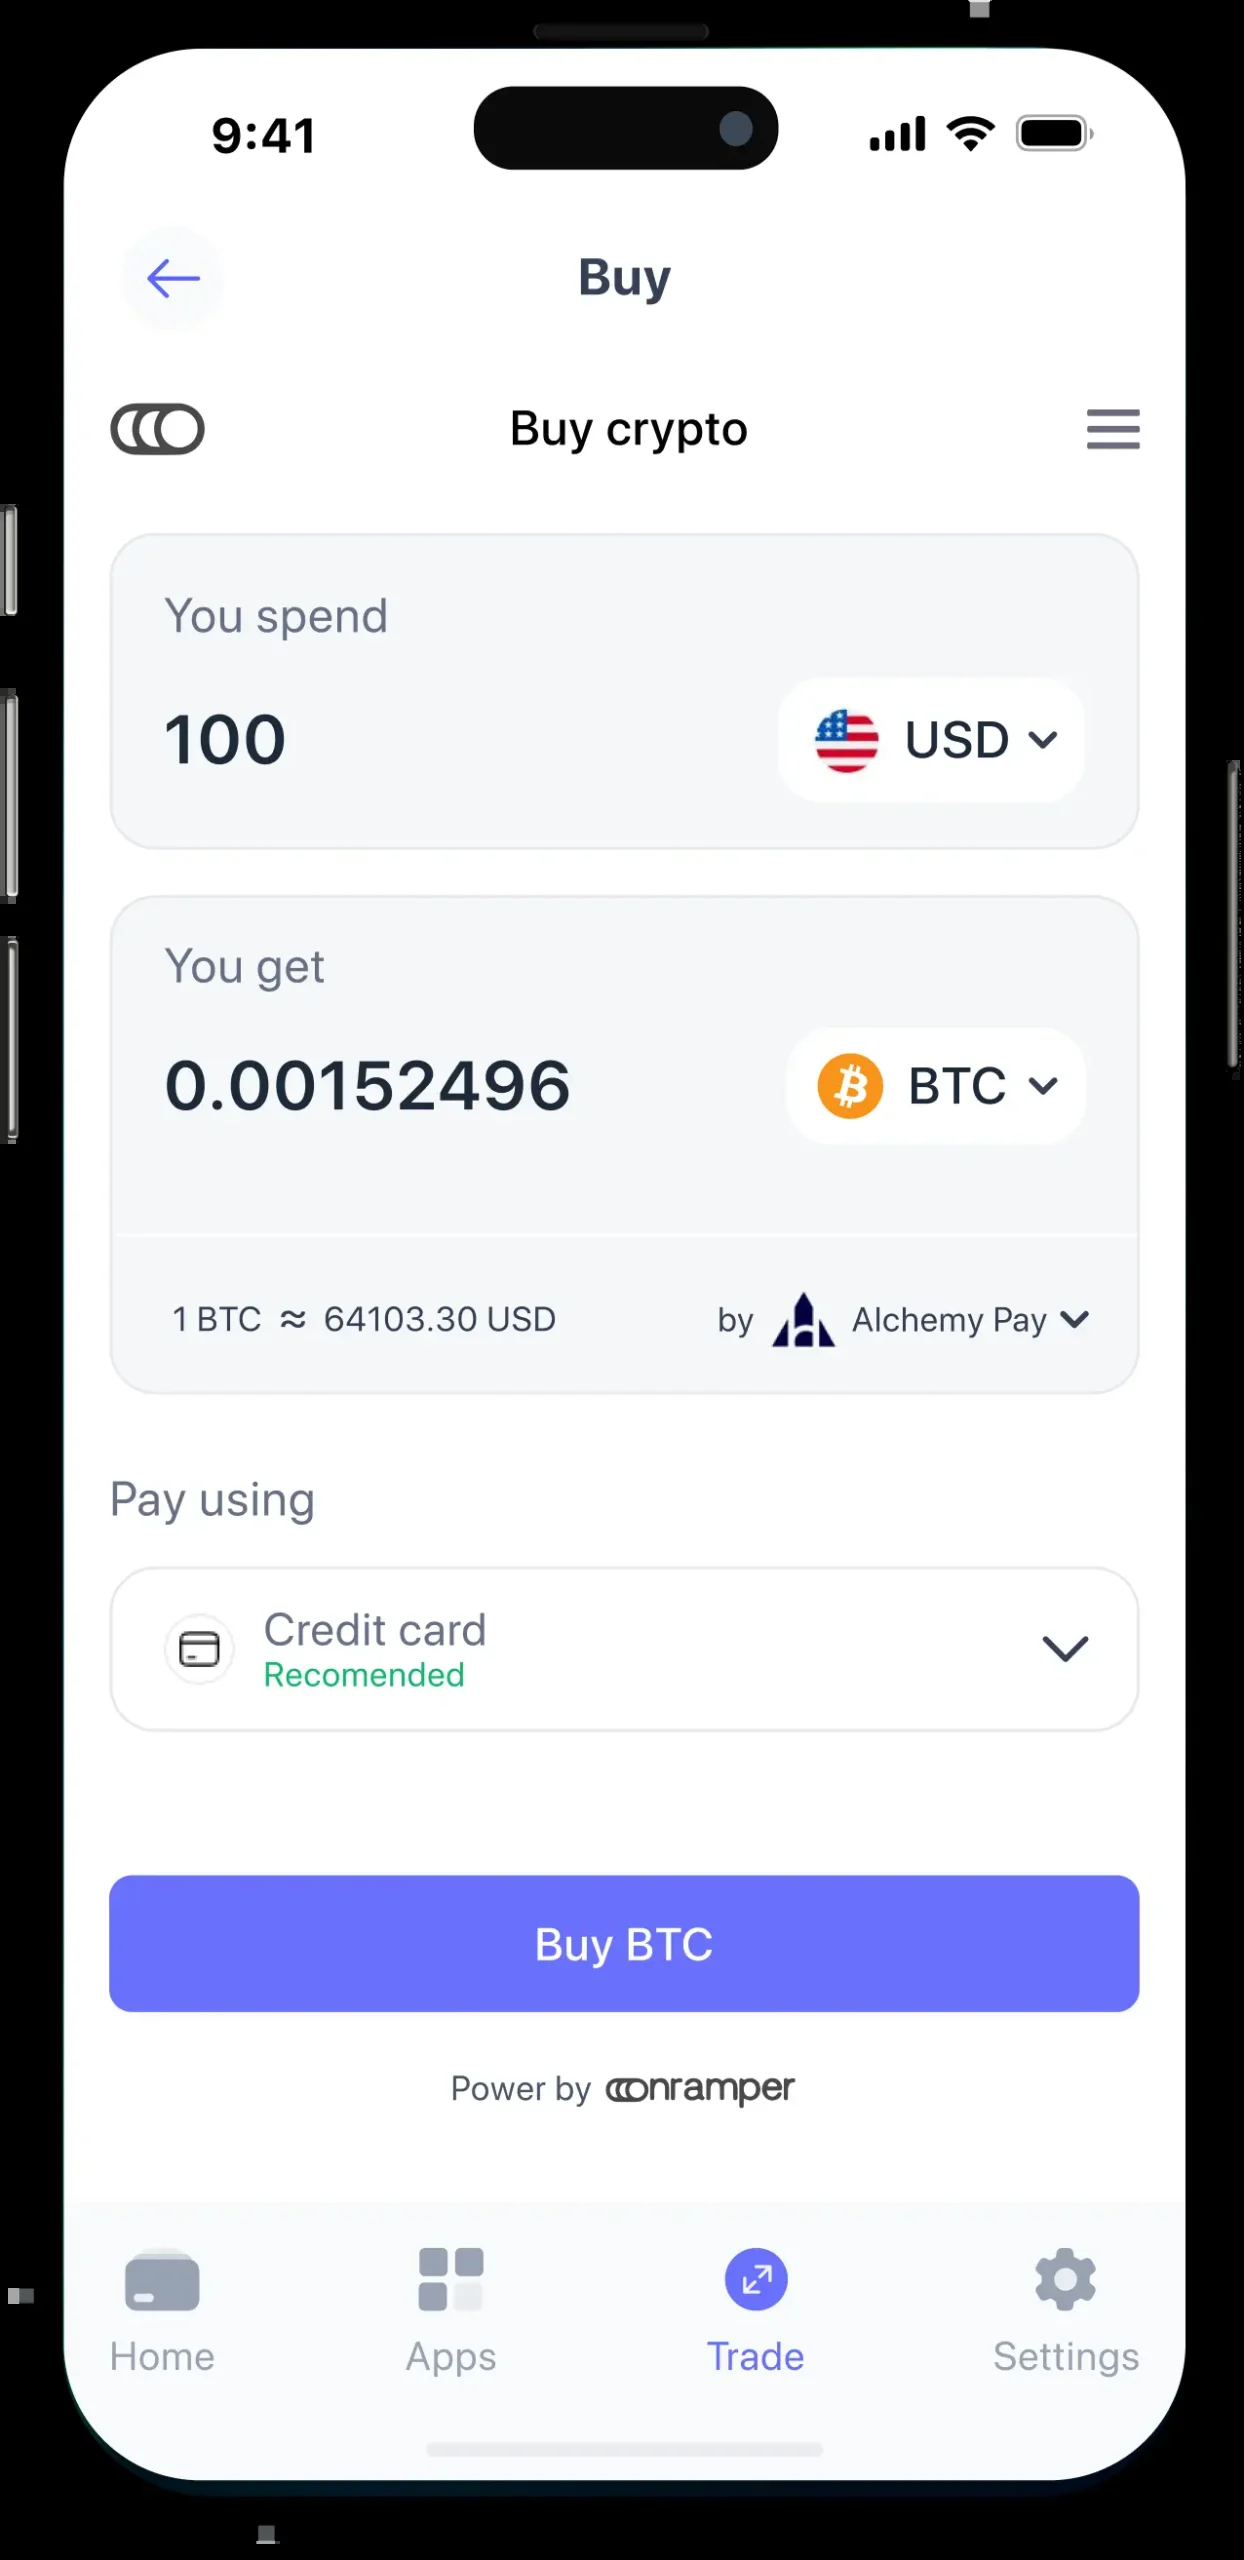 9:41
Buy
Buy crypto
You spend
100
USD
You get
0.00152496
BTC
1 BTC ≈ 64103.30 USD
by Alchemy Pay
Pay using
Credit card
Recomended
Buy BTC
Power by onramper
Home
Apps
Trade
Settings